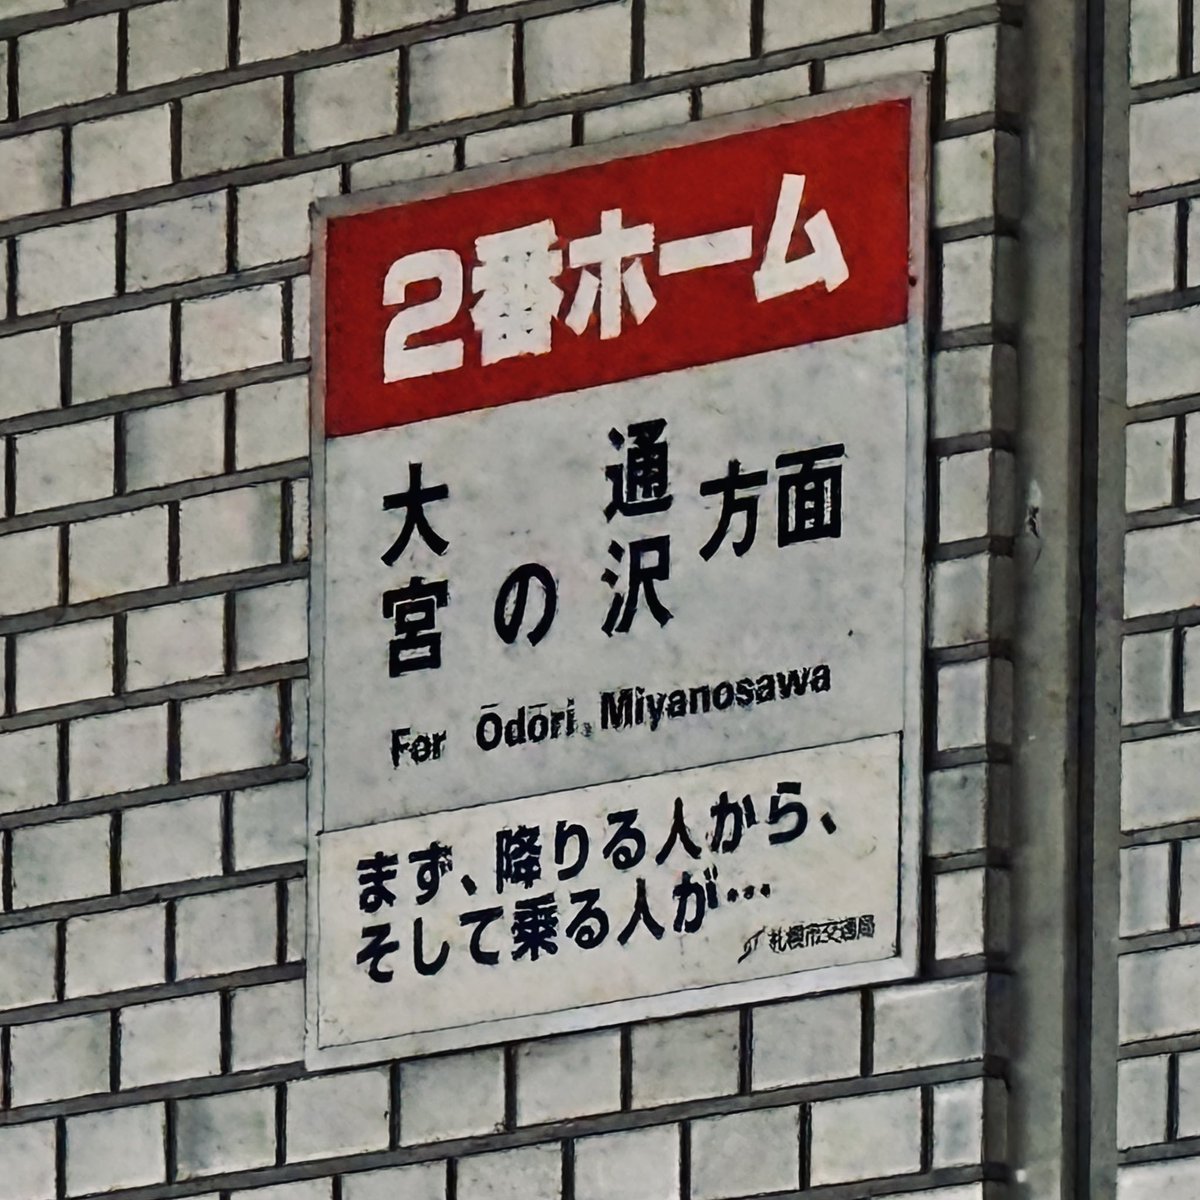 2番ホーム
大通 方面
宮の沢
For Ōdōri, Miyanosawa
まず、降りる人から、
そして乗る人が…
札幌市交通局